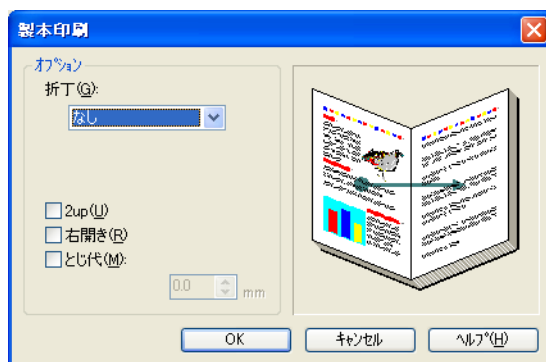 製本印刷
オプション
折丁(G):
なし
2up(U)
右開き(R)
とじ代(M):
0.0 mm
OK キャンセル ヘルプ(H)